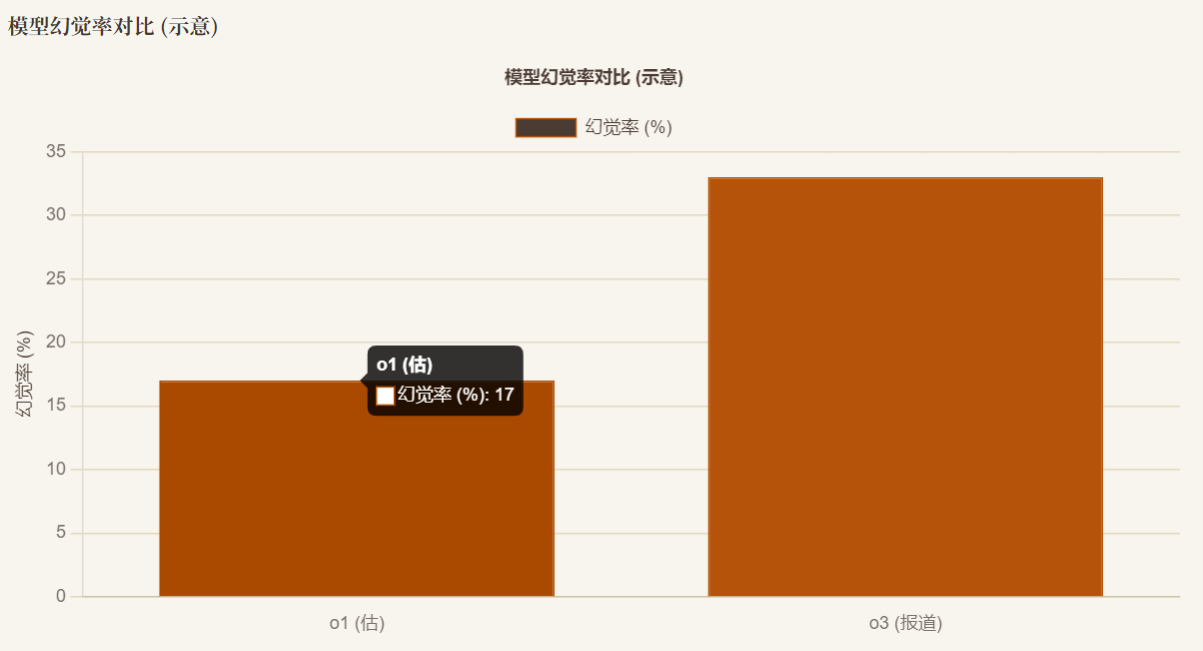 模型幻觉率对比 (示意)
模型幻觉率对比 (示意)
幻觉率 (%)
35
30
25
20
15
10
5
0
幻觉率 (%)
o1 (估)
幻觉率 (%): 17
o1 (估)
o3 (报道)